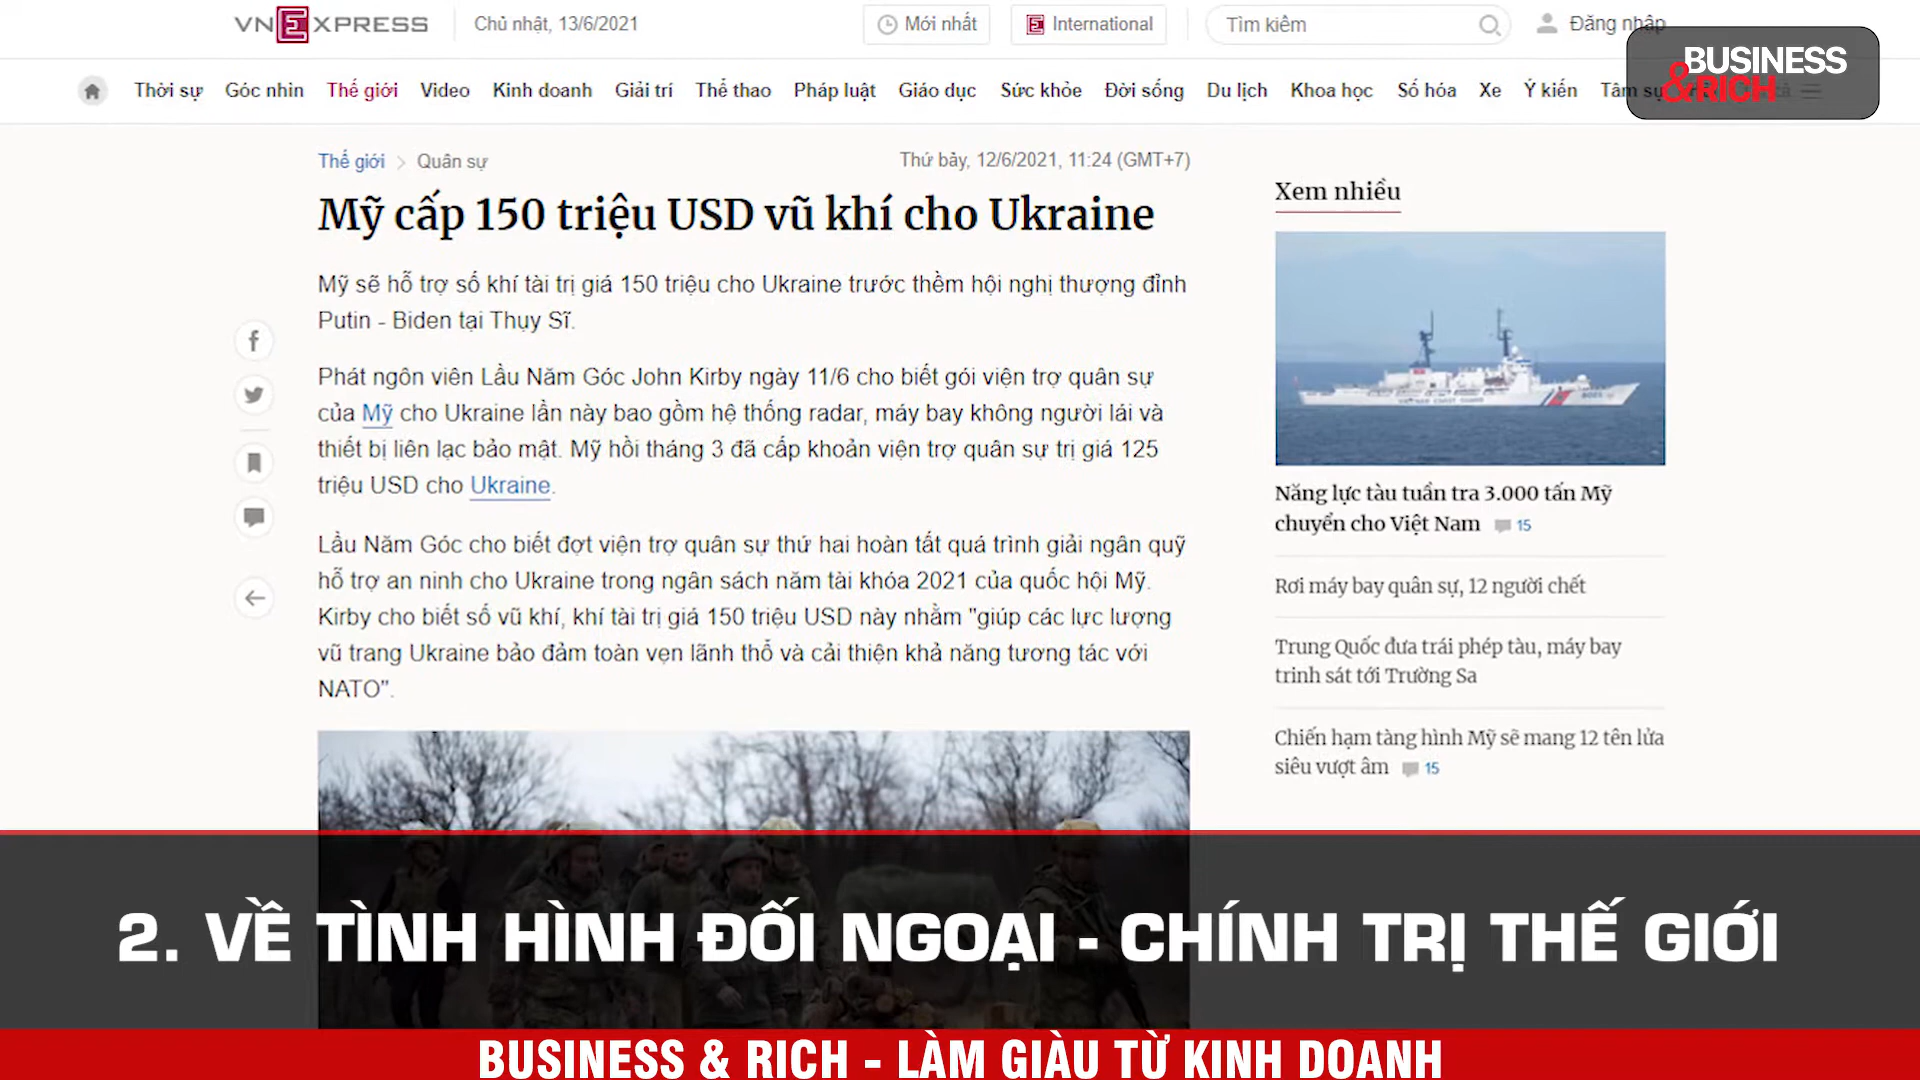 VNEXPRESS
Chủ nhật, 13/6/2021
Mới nhất
International
Tìm kiếm
Đăng nhập
BUSINESS
&RICH
Thời sự Góc nhìn Thế giới Video Kinh doanh Giải trí Thể thao Pháp luật Giáo dục Sức khỏe Đời sống Du lịch Khoa học Số hóa Xe Ý kiến Tâm sự
Thế giới > Quân sự
Thứ bảy, 12/6/2021, 11:24 (GMT+7)
Mỹ cấp 150 triệu USD vũ khí cho Ukraine
Mỹ sẽ hỗ trợ số khí tài trị giá 150 triệu cho Ukraine trước thềm hội nghị thượng đỉnh
Putin - Biden tại Thụy Sĩ.
Phát ngôn viên Lầu Năm Góc John Kirby ngày 11/6 cho biết gói viện trợ quân sự
của Mỹ cho Ukraine lần này bao gồm hệ thống radar, máy bay không người lái và
thiết bị liên lạc bảo mật. Mỹ hồi tháng 3 đã cấp khoản viện trợ quân sự trị giá 125
triệu USD cho Ukraine.
Lầu Năm Góc cho biết đợt viện trợ quân sự thứ hai hoàn tất quá trình giải ngân quỹ
hỗ trợ an ninh cho Ukraine trong ngân sách năm tài khóa 2021 của quốc hội Mỹ.
Kirby cho biết số vũ khí, khí tài trị giá 150 triệu USD này nhằm "giúp các lực lượng
vũ trang Ukraine bảo đảm toàn vẹn lãnh thổ và cải thiện khả năng tương tác với
NATO".
Xem nhiều
Năng lực tàu tuần tra 3.000 tấn Mỹ
chuyển cho Việt Nam 15
Rơi máy bay quân sự, 12 người chết
Trung Quốc đưa trái phép tàu, máy bay
trinh sát tới Trường Sa
Chiến hạm tàng hình Mỹ sẽ mang 12 tên lửa
siêu vượt âm 15
2. VỀ TÌNH HÌNH ĐỐI NGOẠI - CHÍNH TRỊ THẾ GIỚI
BUSINESS & RICH - LÀM GIÀU TỪ KINH DOANH